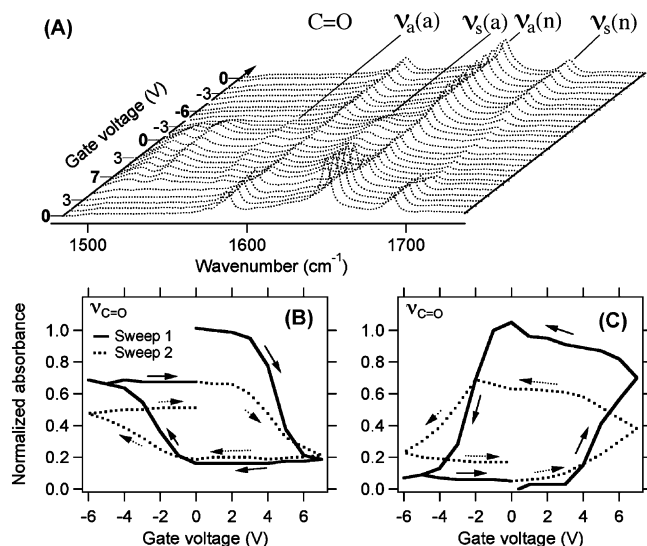 (A)
C=O
νa(a)
νs(a)
νa(n)
νs(n)
Gate voltage (V)
0
-3
-6
-3
0
3
7
3
0
1500
1600
1700
Wavenumber (cm-1)
Normalized absorbance
νC=O
(B)
Sweep 1
Sweep 2
1.0
0.8
0.6
0.4
0.2
0.0
-6
-4
-2
0
2
4
6
Gate voltage (V)
νC=O
(C)
1.0
0.8
0.6
0.4
0.2
0.0
-6
-4
-2
0
2
4
6
Gate voltage (V)